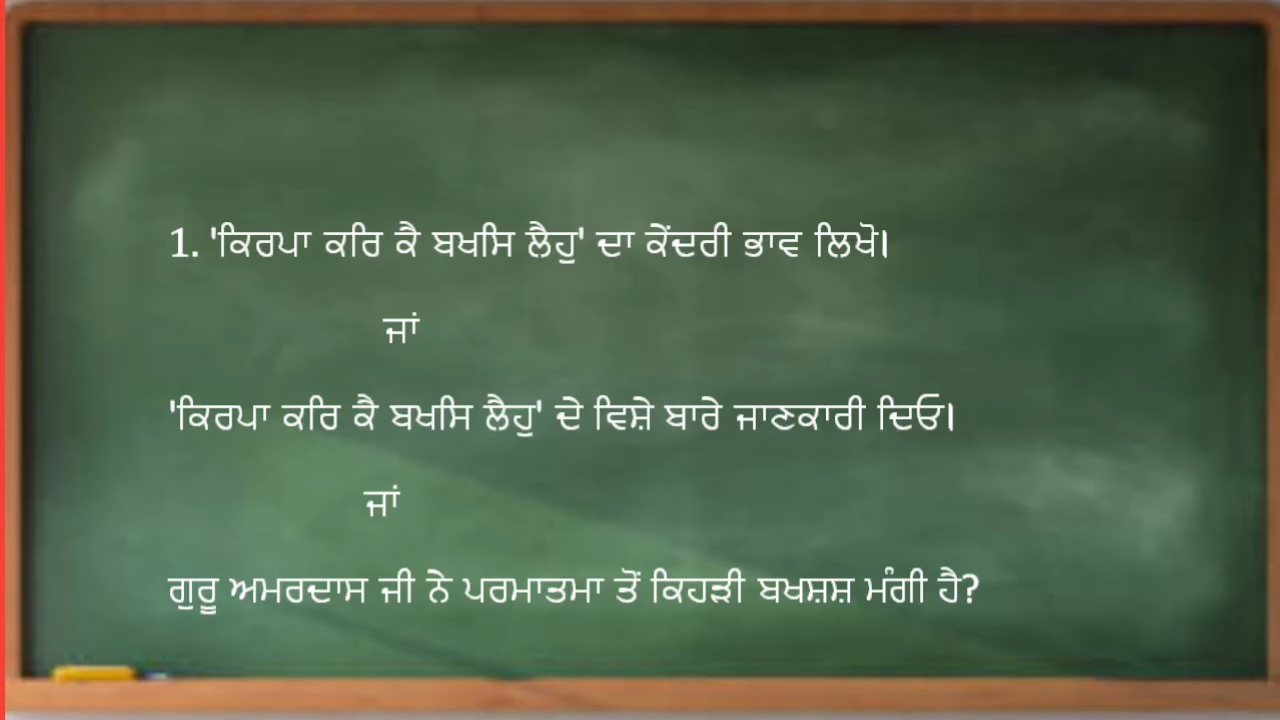 1. 'ਕਿਰਪਾ ਕਰਿ ਕੈ ਬਖਸਿ ਲੈਹੁ' ਦਾ ਕੇਂਦਰੀ ਭਾਵ ਲਿਖੋ।
ਜਾਂ
'ਕਿਰਪਾ ਕਰਿ ਕੈ ਬਖਸਿ ਲੈਹੁ' ਦੇ ਵਿਸ਼ੇ ਬਾਰੇ ਜਾਣਕਾਰੀ ਦਿਓ।
ਜਾਂ
ਗੁਰੂ ਅਮਰਦਾਸ ਜੀ ਨੇ ਪਰਮਾਤਮਾ ਤੋਂ ਕਿਹੜੀ ਬਖਸ਼ਸ਼ ਮੰਗੀ ਹੈ?